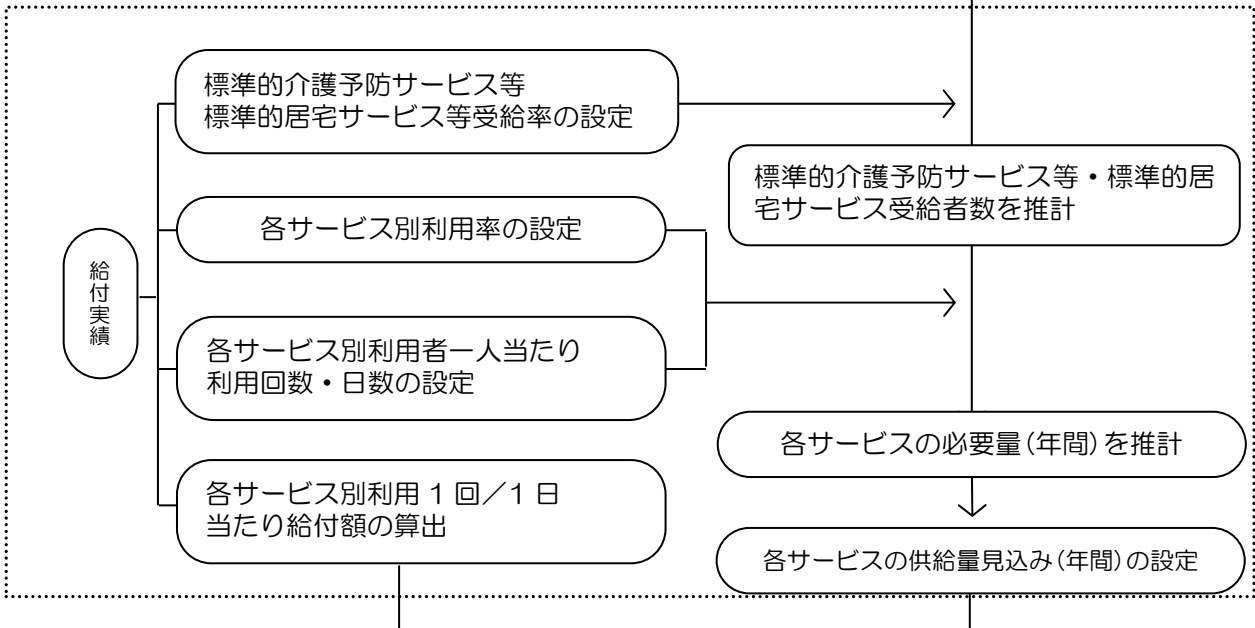 給付実績
標準的介護予防サービス等
標準的居宅サービス等受給率の設定
各サービス別利用率の設定
各サービス別利用者一人当たり
利用回数・日数の設定
各サービス別利用 1 回／1 日
当たり給付額の算出
標準的介護予防サービス等・標準的居
宅サービス受給者数を推計
各サービスの必要量(年間)を推計
各サービスの供給量見込み(年間)の設定